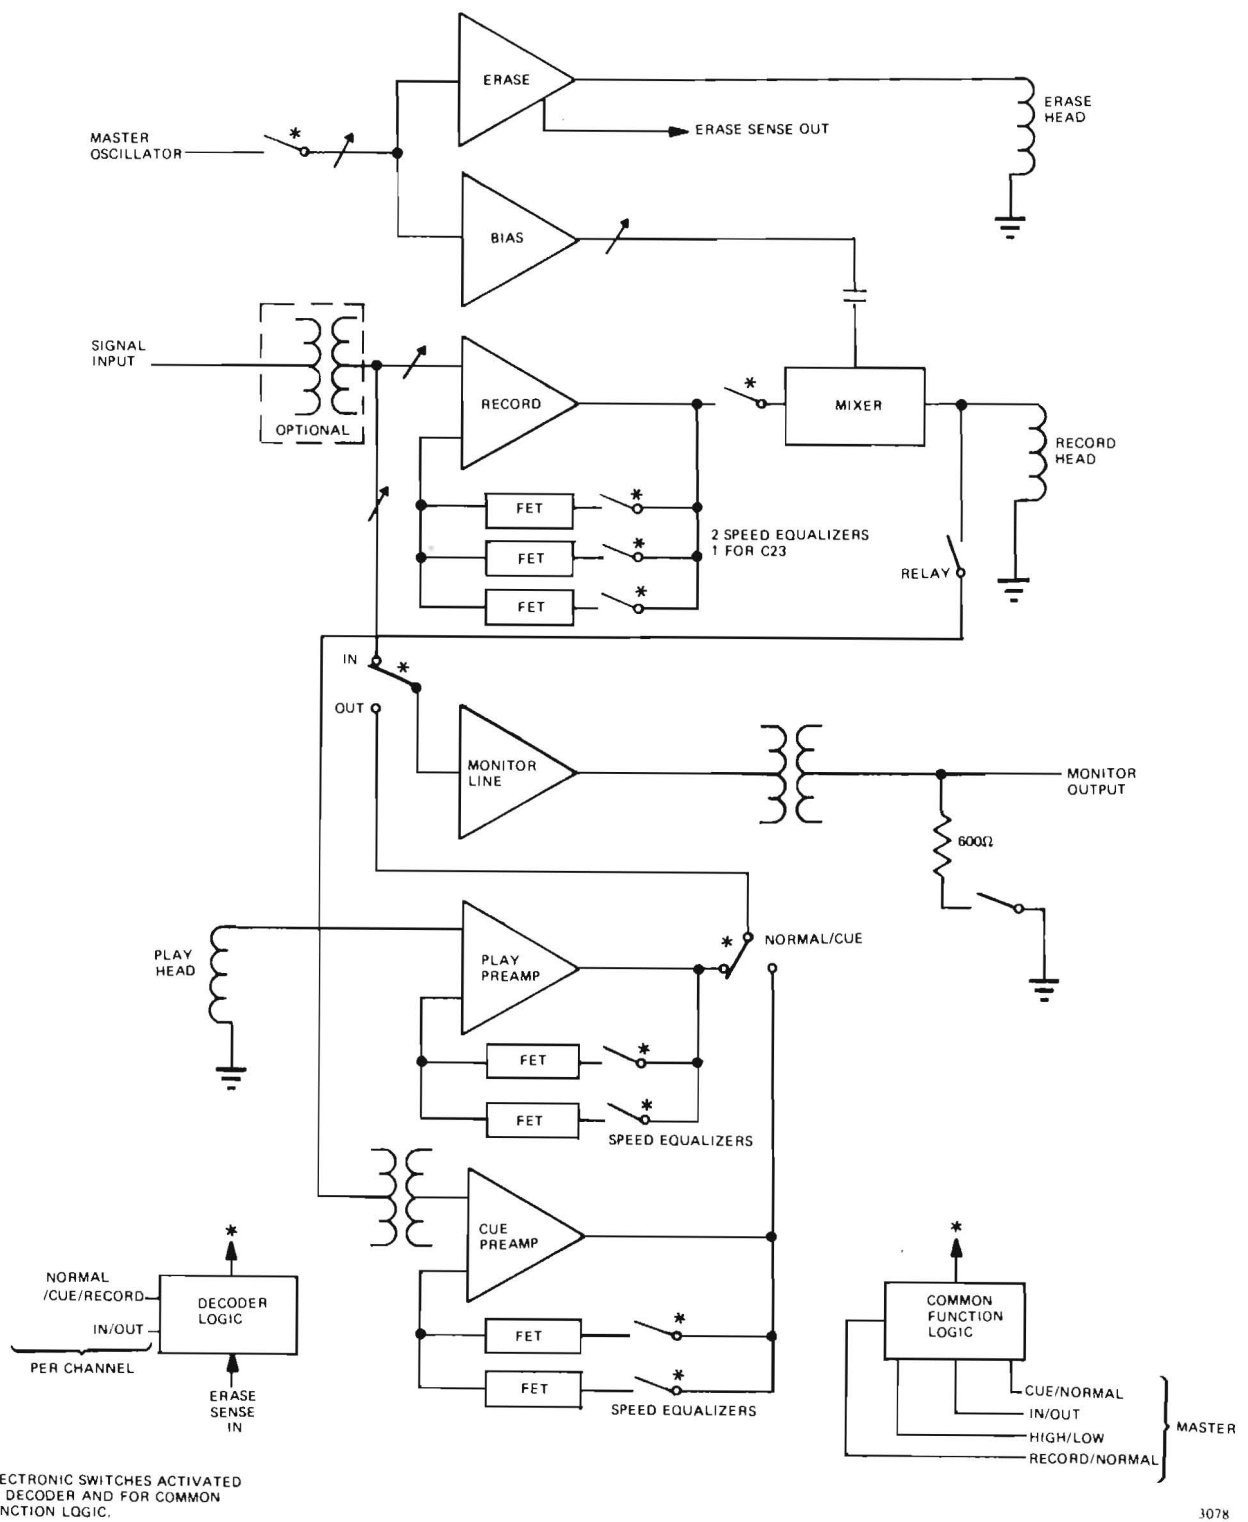 ERASE
ERASE
HEAD
ERASE SENSE OUT
MASTER
OSCILLATOR
*
BIAS
SIGNAL
INPUT
OPTIONAL
RECORD
*
MIXER
RECORD
HEAD
FET
*
FET
*
FET
*
2 SPEED EQUALIZERS
1 FOR C23
RELAY
IN
*
OUT
MONITOR
LINE
MONITOR
OUTPUT
600Ω
PLAY
HEAD
PLAY
PREAMP
*
NORMAL/CUE
FET
*
FET
*
SPEED EQUALIZERS
CUE
PREAMP
FET
*
FET
*
SPEED EQUALIZERS
*
NORMAL
/CUE/RECORD
IN/OUT
PER CHANNEL
DECODER
LOGIC
ERASE
SENSE
IN
*
COMMON
FUNCTION
LOGIC
CUE/NORMAL
IN/OUT
HIGH/LOW
RECORD/NORMAL
MASTER
ECTRONIC SWITCHES ACTIVATED
DECODER AND FOR COMMON
NCTION LOGIC.
3078